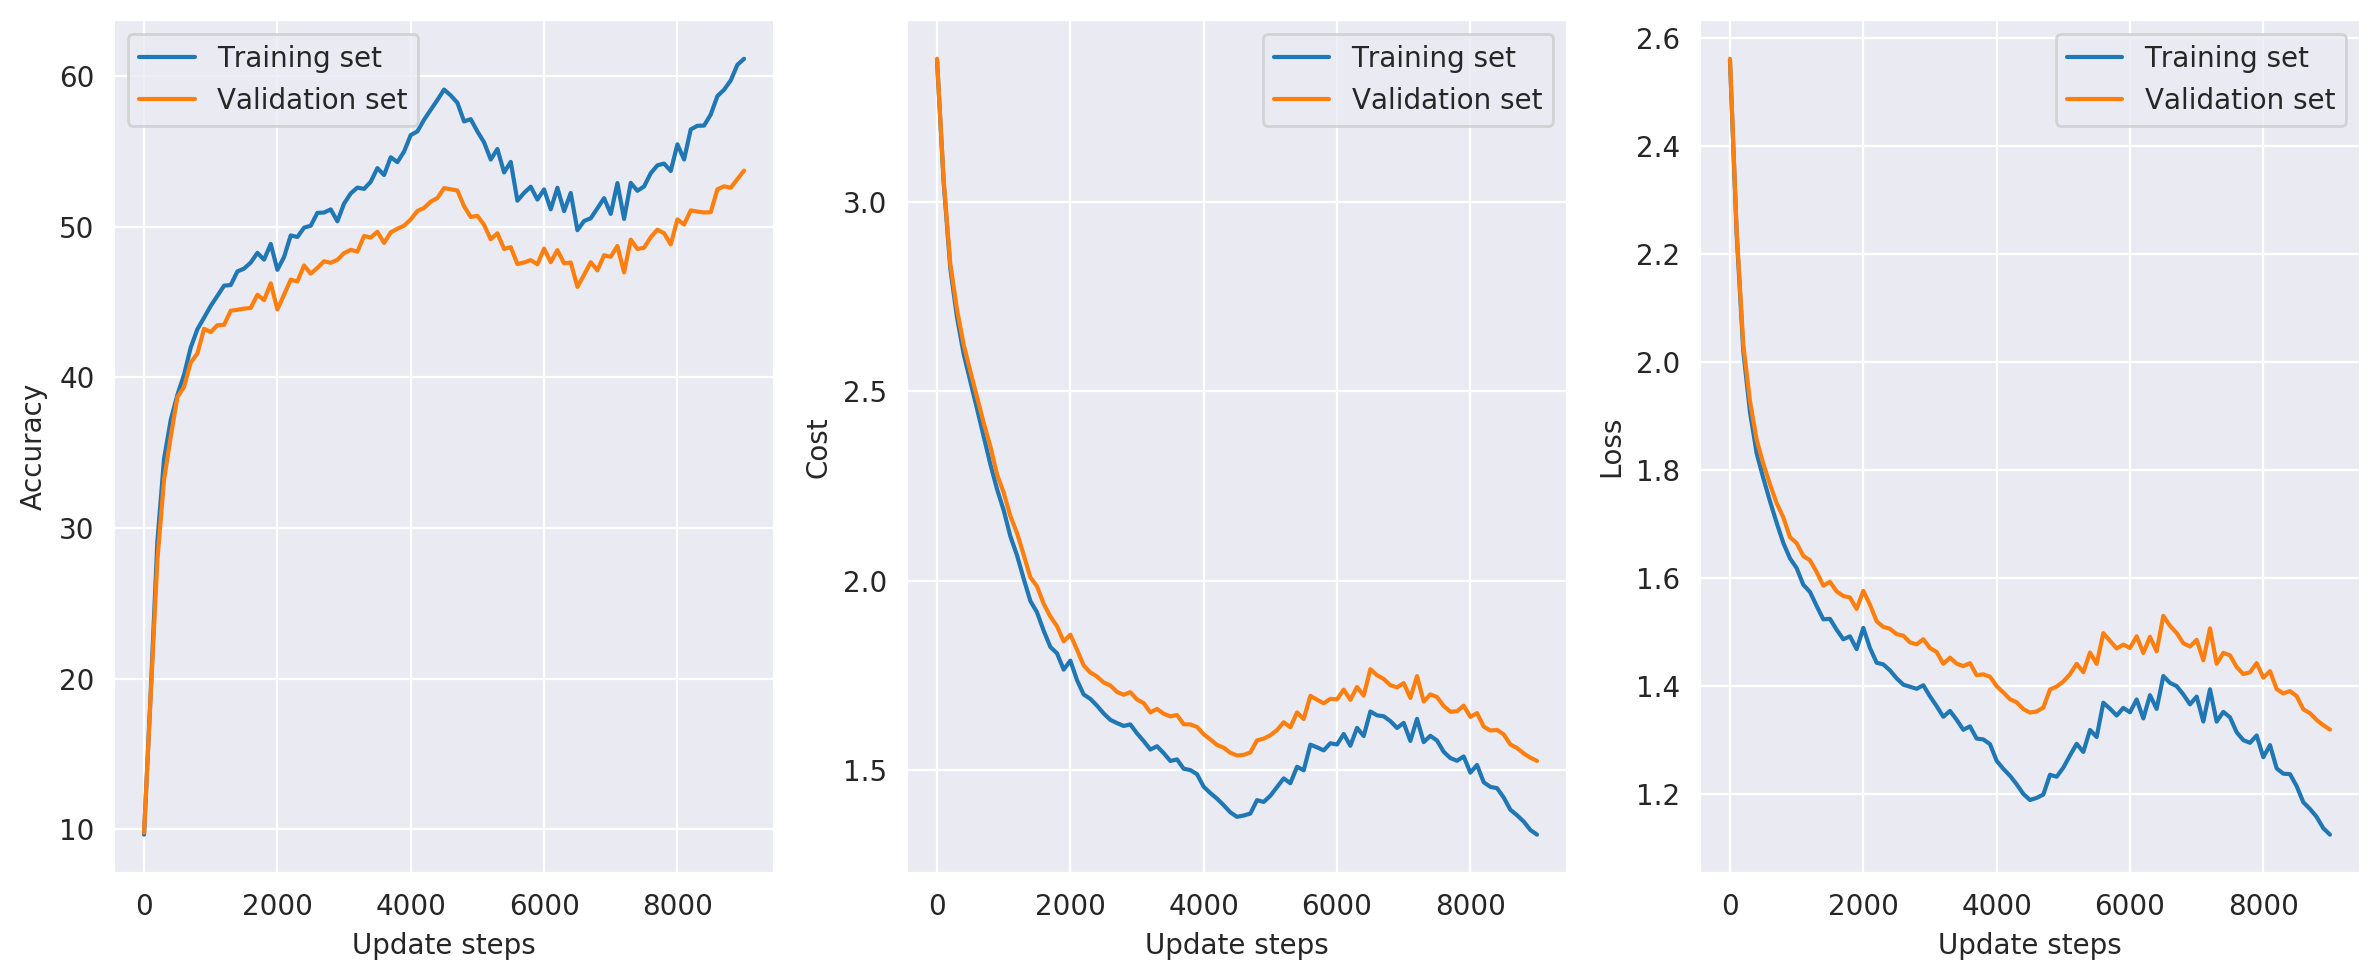 Training set
Validation set
60
50
40
30
20
10
Accuracy
0 2000 4000 6000 8000
Update steps
Training set
Validation set
3.0
2.5
2.0
1.5
Cost
0 2000 4000 6000 8000
Update steps
Training set
Validation set
2.6
2.4
2.2
2.0
1.8
1.6
1.4
1.2
Loss
0 2000 4000 6000 8000
Update steps